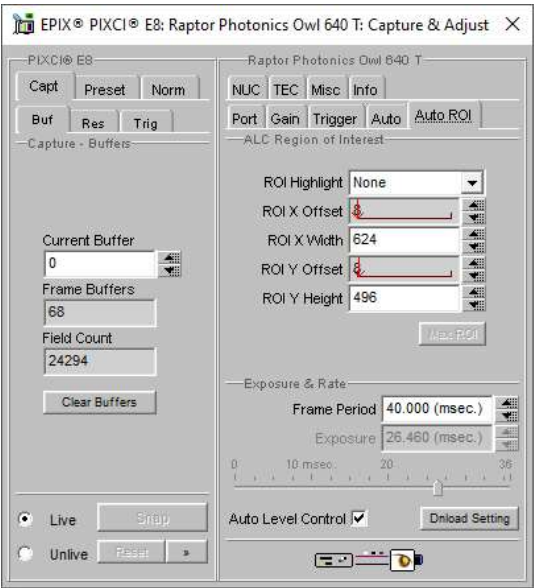 EPIX® PIXCI® E8: Raptor Photonics Owl 640 T: Capture & Adjust
PIXCI® E8
Capt Preset Norm
Buf Res Trig
Capture - Buffers
Current Buffer
0
Frame Buffers
68
Field Count
24294
Clear Buffers
Live Snap
Unlive Reset »
Raptor Photonics Owl 640 T
NUC TEC Misc Info
Port Gain Trigger Auto Auto ROI
ALC Region of Interest
ROI Highlight None
ROI X Offset 8
ROI X Width 624
ROI Y Offset 8
ROI Y Height 496
Max ROI
Exposure & Rate
Frame Period 40.000 (msec.)
Exposure 26.460 (msec.)
0 10 msec. 20 36
Auto Level Control Dnload Setting